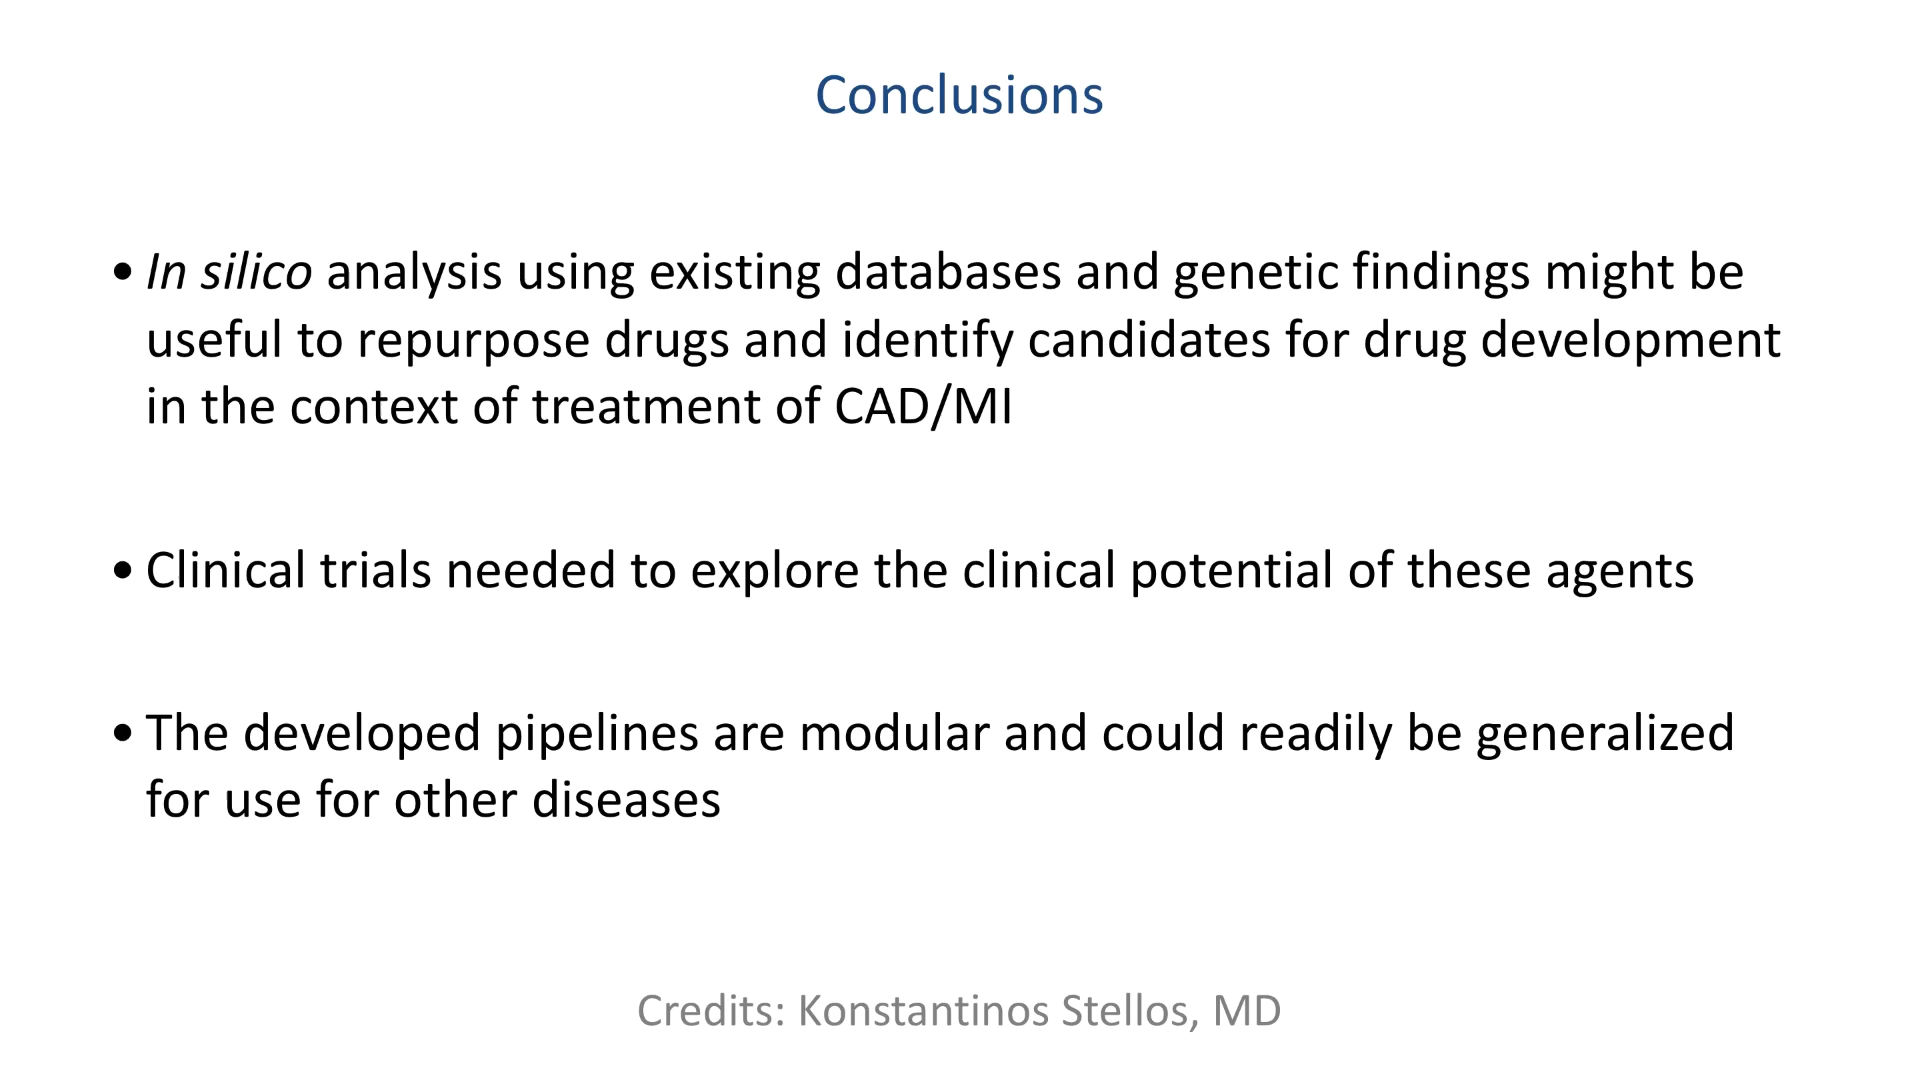 Conclusions
• In silico analysis using existing databases and genetic findings might be
useful to repurpose drugs and identify candidates for drug development
in the context of treatment of CAD/MI
• Clinical trials needed to explore the clinical potential of these agents
• The developed pipelines are modular and could readily be generalized
for use for other diseases
Credits: Konstantinos Stellos, MD